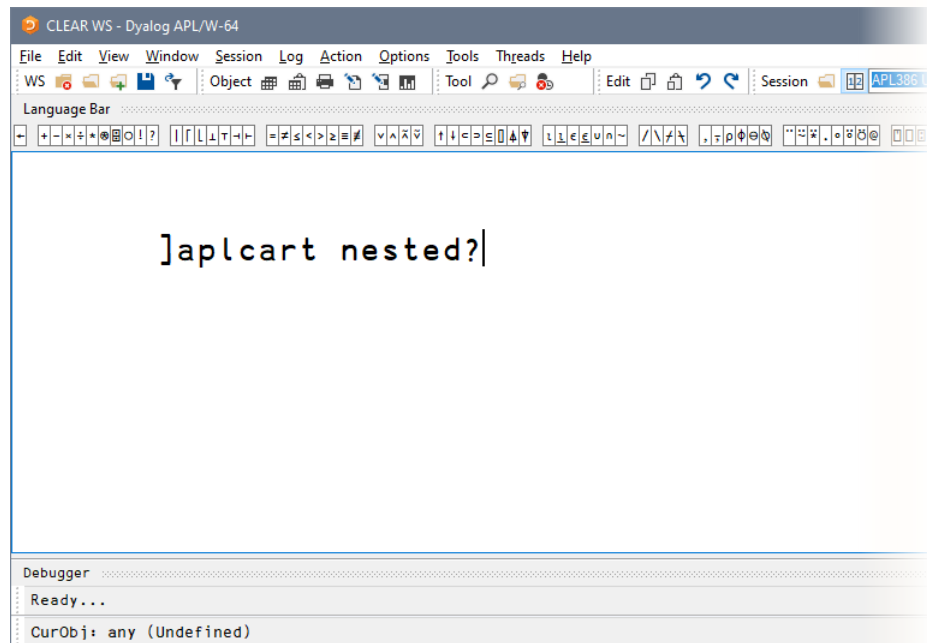 CLEAR WS - Dyalog APL/W-64
File Edit View Window Session Log Action Options Tools Threads Help
WS Object Tool Edit Session APL386
Language Bar
← + - × ÷ * ⍟ ⌹ ○ ! ? | ⌈ ⌊ ⊥ ⊤ ⊣ ⊢ = ≠ ≤ < > ≥ ≡ ≢ ∨ ∧ ⍲ ⍱ ↑ ↓ ⊂ ⊃ ⊆ ⌷ ⍋ ⍒ ⍳ ⍸ ∊ ⍷ ∪ ∩ ~ / \ ⌿ ⍀ , ⍪ ⍴ ⌽ ⊖ ⍉ ¨ ⍨ ⍣ . ∘ ⍤ ⍥ @
]aplcart nested?
Debugger
Ready...
CurObj: any (Undefined)